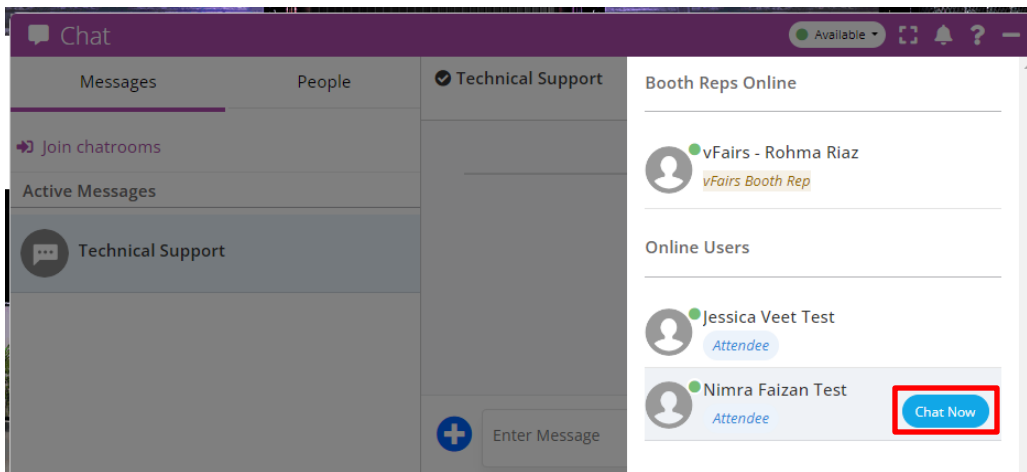 Chat
Available
?
Messages
People
Join chatrooms
Active Messages
Technical Support
Technical Support
Enter Message
Booth Reps Online
vFairs - Rohma Riaz
vFairs Booth Rep
Online Users
Jessica Veet Test
Attendee
Nimra Faizan Test
Attendee
Chat Now